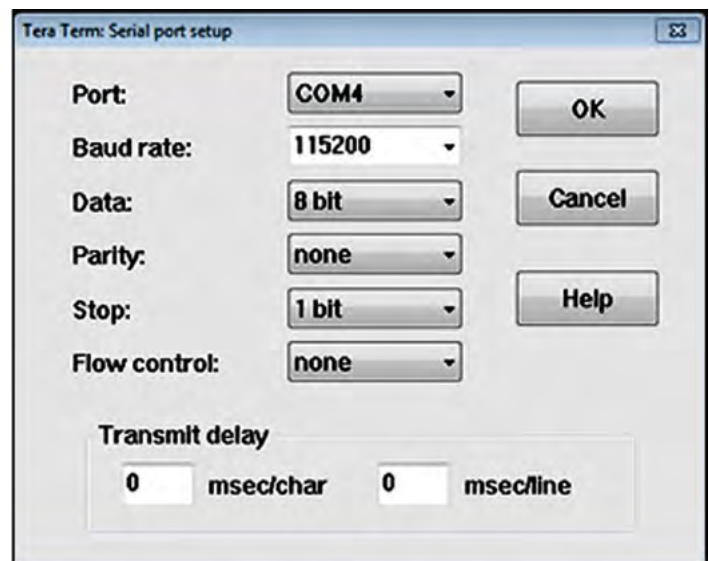 Tera Term: Serial port setup
Port: COM4
OK
Baud rate: 115200
Data: 8 bit
Cancel
Parity: none
Stop: 1 bit
Help
Flow control: none
Transmit delay
0 msec/char 0 msec/line